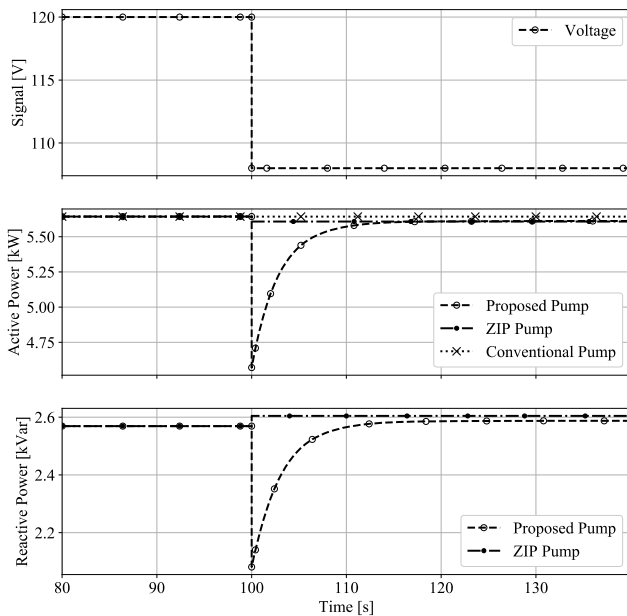 120
115
110
Signal [V]
Voltage
5.50
5.25
5.00
4.75
Active Power [kW]
Proposed Pump
ZIP Pump
Conventional Pump
2.6
2.4
2.2
Reactive Power [kVar]
Proposed Pump
ZIP Pump
80 90 100 110 120 130
Time [s]